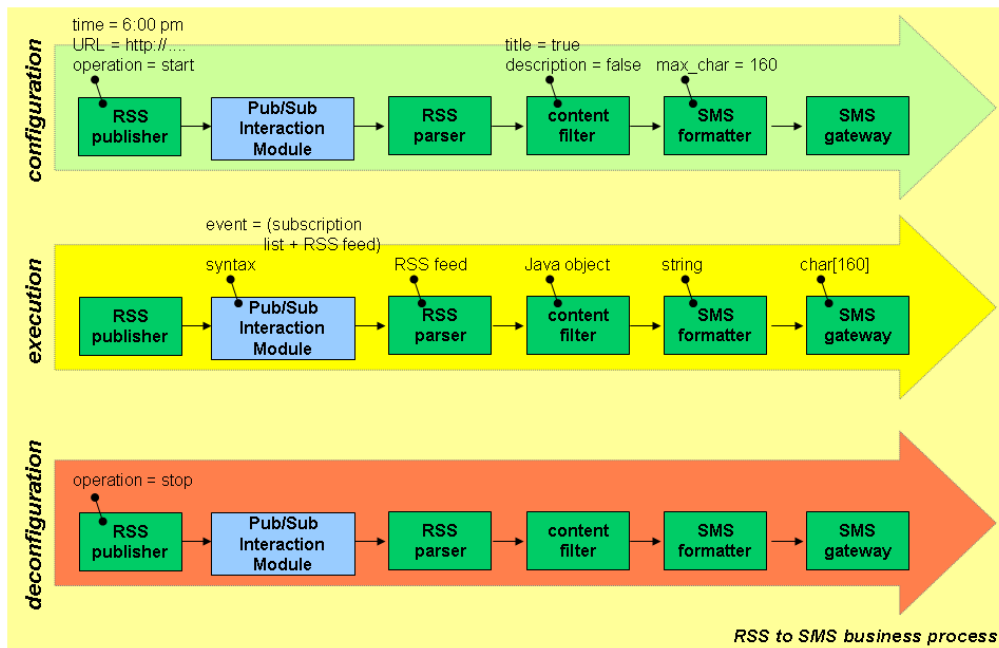 time = 6:00 pm
URL = http://....
operation = start
title = true
description = false
max_char = 160
configuration
RSS
publisher
Pub/Sub
Interaction
Module
RSS
parser
content
filter
SMS
formatter
SMS
gateway
event = (subscription
list + RSS feed)
syntax
RSS feed
Java object
string
char[160]
execution
RSS
publisher
Pub/Sub
Interaction
Module
RSS
parser
content
filter
SMS
formatter
SMS
gateway
deconfiguration
operation = stop
RSS
publisher
Pub/Sub
Interaction
Module
RSS
parser
content
filter
SMS
formatter
SMS
gateway
RSS to SMS business process